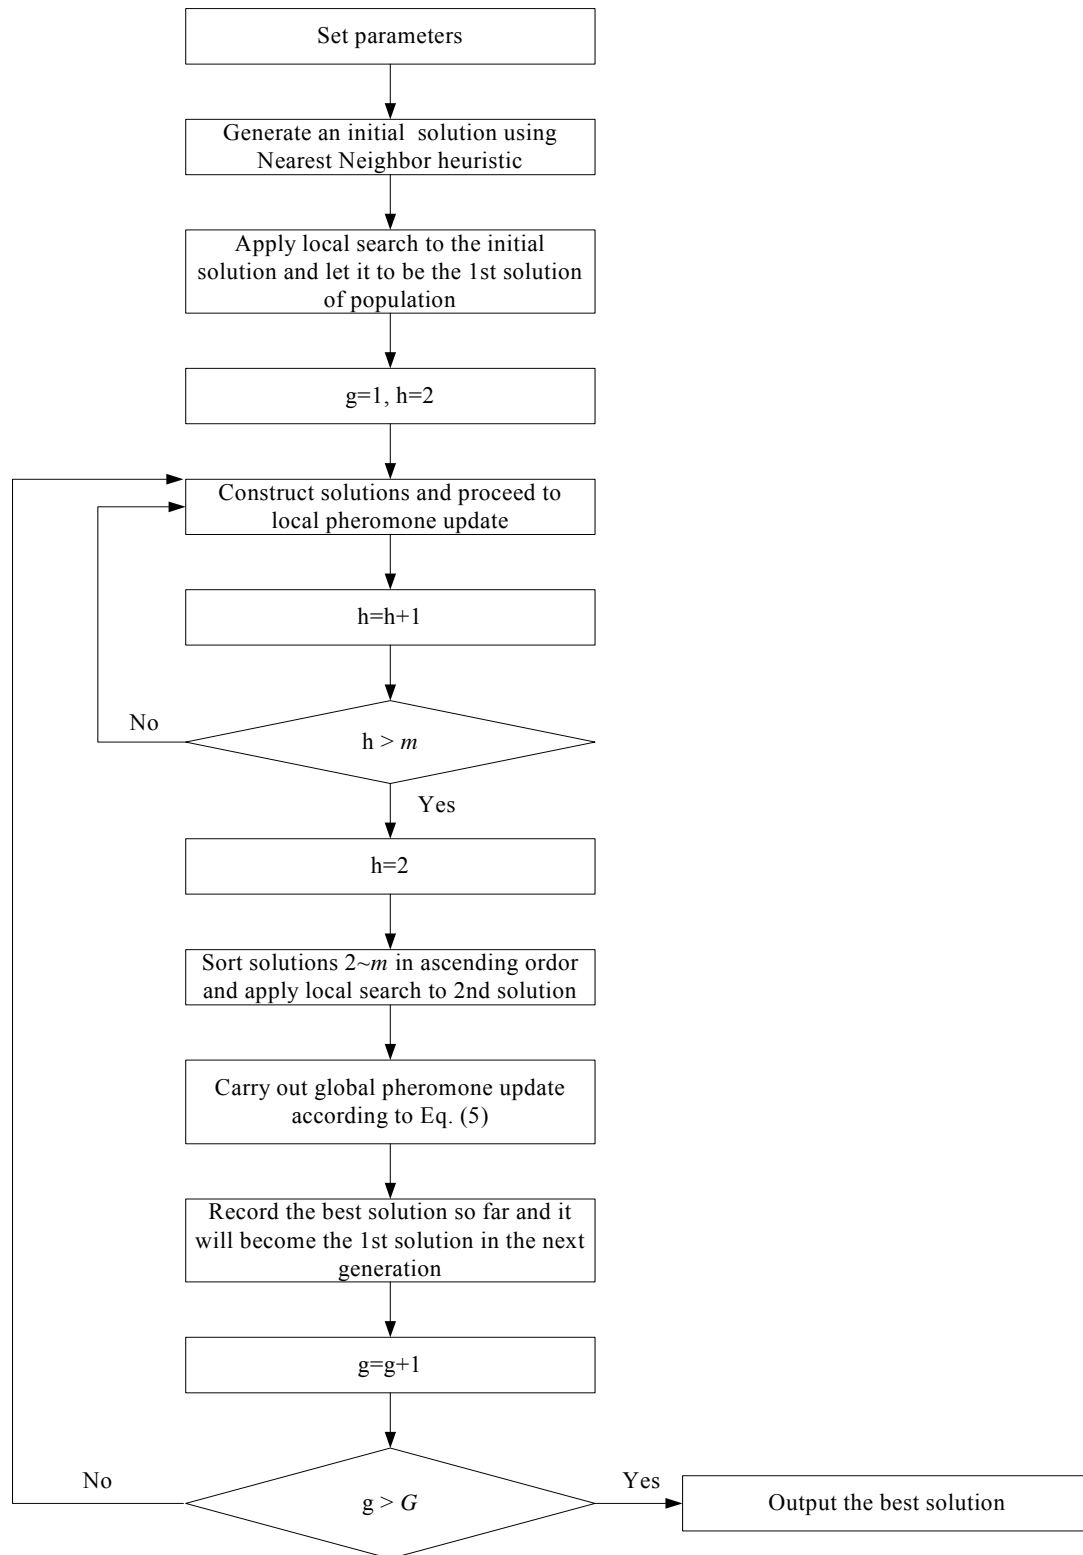 Set parameters
Generate an initial solution using
Nearest Neighbor heuristic
Apply local search to the initial
solution and let it to be the 1st solution
of population
g=1, h=2
Construct solutions and proceed to
local pheromone update
h=h+1
No
h > m
Yes
h=2
Sort solutions 2~m in ascending ordor
and apply local search to 2nd solution
Carry out global pheromone update
according to Eq. (5)
Record the best solution so far and it
will become the 1st solution in the next
generation
g=g+1
No
g > G
Yes
Output the best solution